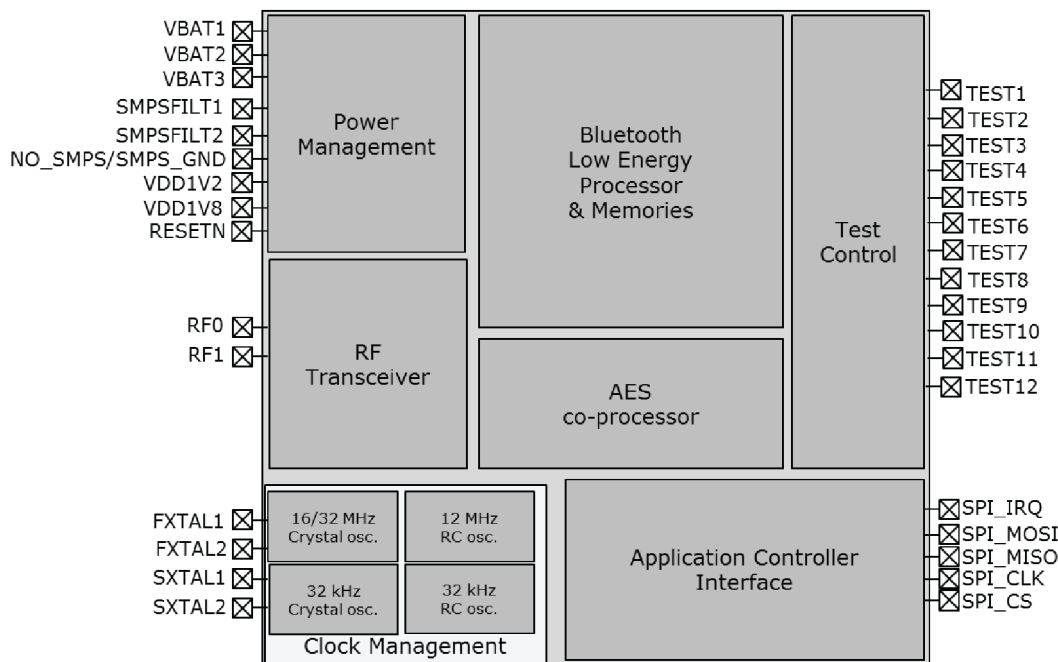 VBAT1
VBAT2
VBAT3
SMPSFILT1
SMPSFILT2
NO_SMPS/SMPS_GND
VDD1V2
VDD1V8
RESETN
Power
Management
Bluetooth
Low Energy
Processor
& Memories
Test
Control
TEST1
TEST2
TEST3
TEST4
TEST5
TEST6
TEST7
TEST8
TEST9
TEST10
TEST11
TEST12
RF0
RF1
RF
Transceiver
AES
co-processor
FXTAL1
FXTAL2
SXTAL1
SXTAL2
16/32 MHz
Crystal osc.
12 MHz
RC osc.
32 kHz
Crystal osc.
32 kHz
RC osc.
Clock Management
Application Controller
Interface
SPI_IRQ
SPI_MOSI
SPI_MISO
SPI_CLK
SPI_CS